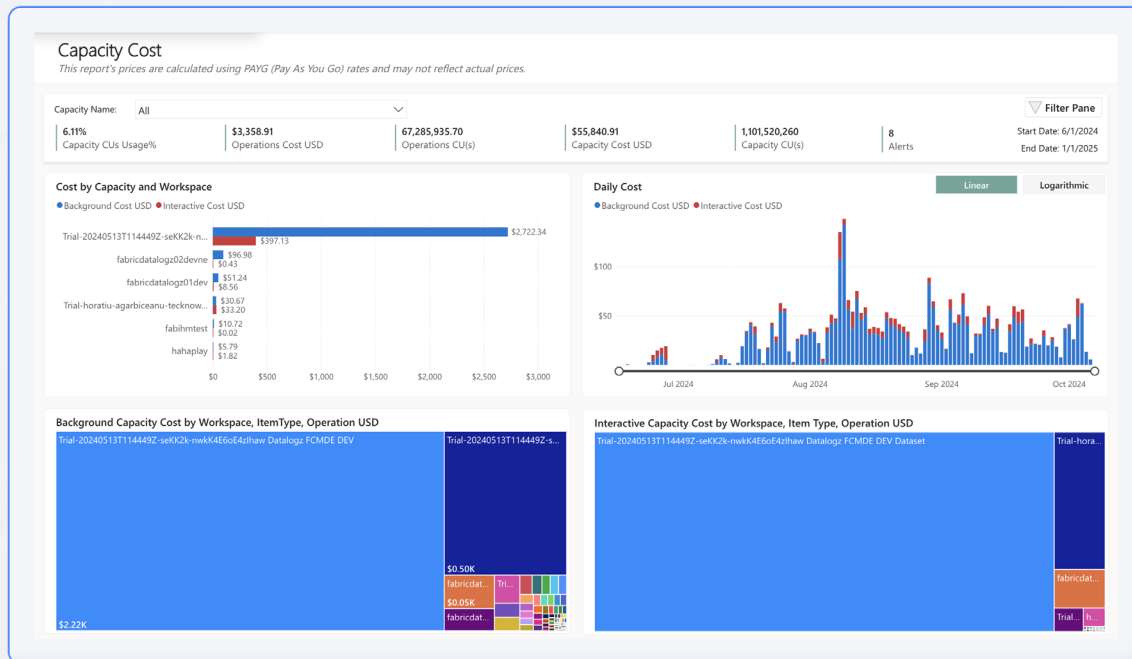 Capacity Cost
This report's prices are calculated using PAYG (Pay As You Go) rates and may not reflect actual prices.
Capacity Name:
All
Filter Pane
6.11%
Capacity CUs Usage%
$3,358.91
Operations Cost USD
67,285,935.70
Operations CU(s)
$55,840.91
Capacity Cost USD
1,101,520,260
Capacity CU(s)
8
Alerts
Start Date: 6/1/2024
End Date: 1/1/2025
Cost by Capacity and Workspace
Background Cost USD Interactive Cost USD
Trial-20240513T114449Z-seKK2k-n...
$2,722.34
$397.13
fabricdatalogz02devne
$96.98
$0.43
fabricdatalogz01dev
$51.24
$8.56
Trial-horatiu-agarbiceanu-tecknow...
$30.67
$33.20
fabihmtest
$10.72
$0.02
hahaplay
$5.79
$1.82
$0 $500 $1,000 $1,500 $2,000 $2,500 $3,000
Daily Cost
Linear
Logarithmic
Background Cost USD Interactive Cost USD
$100
$50
Jul 2024 Aug 2024 Sep 2024 Oct 2024
Background Capacity Cost by Workspace, ItemType, Operation USD
Trial-20240513T114449Z-seKK2k-nwkK4E6oE4zIhaw Datalogz FCMDE DEV
$2.22K
Trial-20240513T114449Z-s...
$0.50K
fabricdat...
$0.05K
Tri...
fabricdat...
Interactive Capacity Cost by Workspace, Item Type, Operation USD
Trial-20240513T114449Z-seKK2k-nwkK4E6oE4zIhaw Datalogz FCMDE DEV Dataset
Trial-hora...
fabricdat...
Trial...
h...